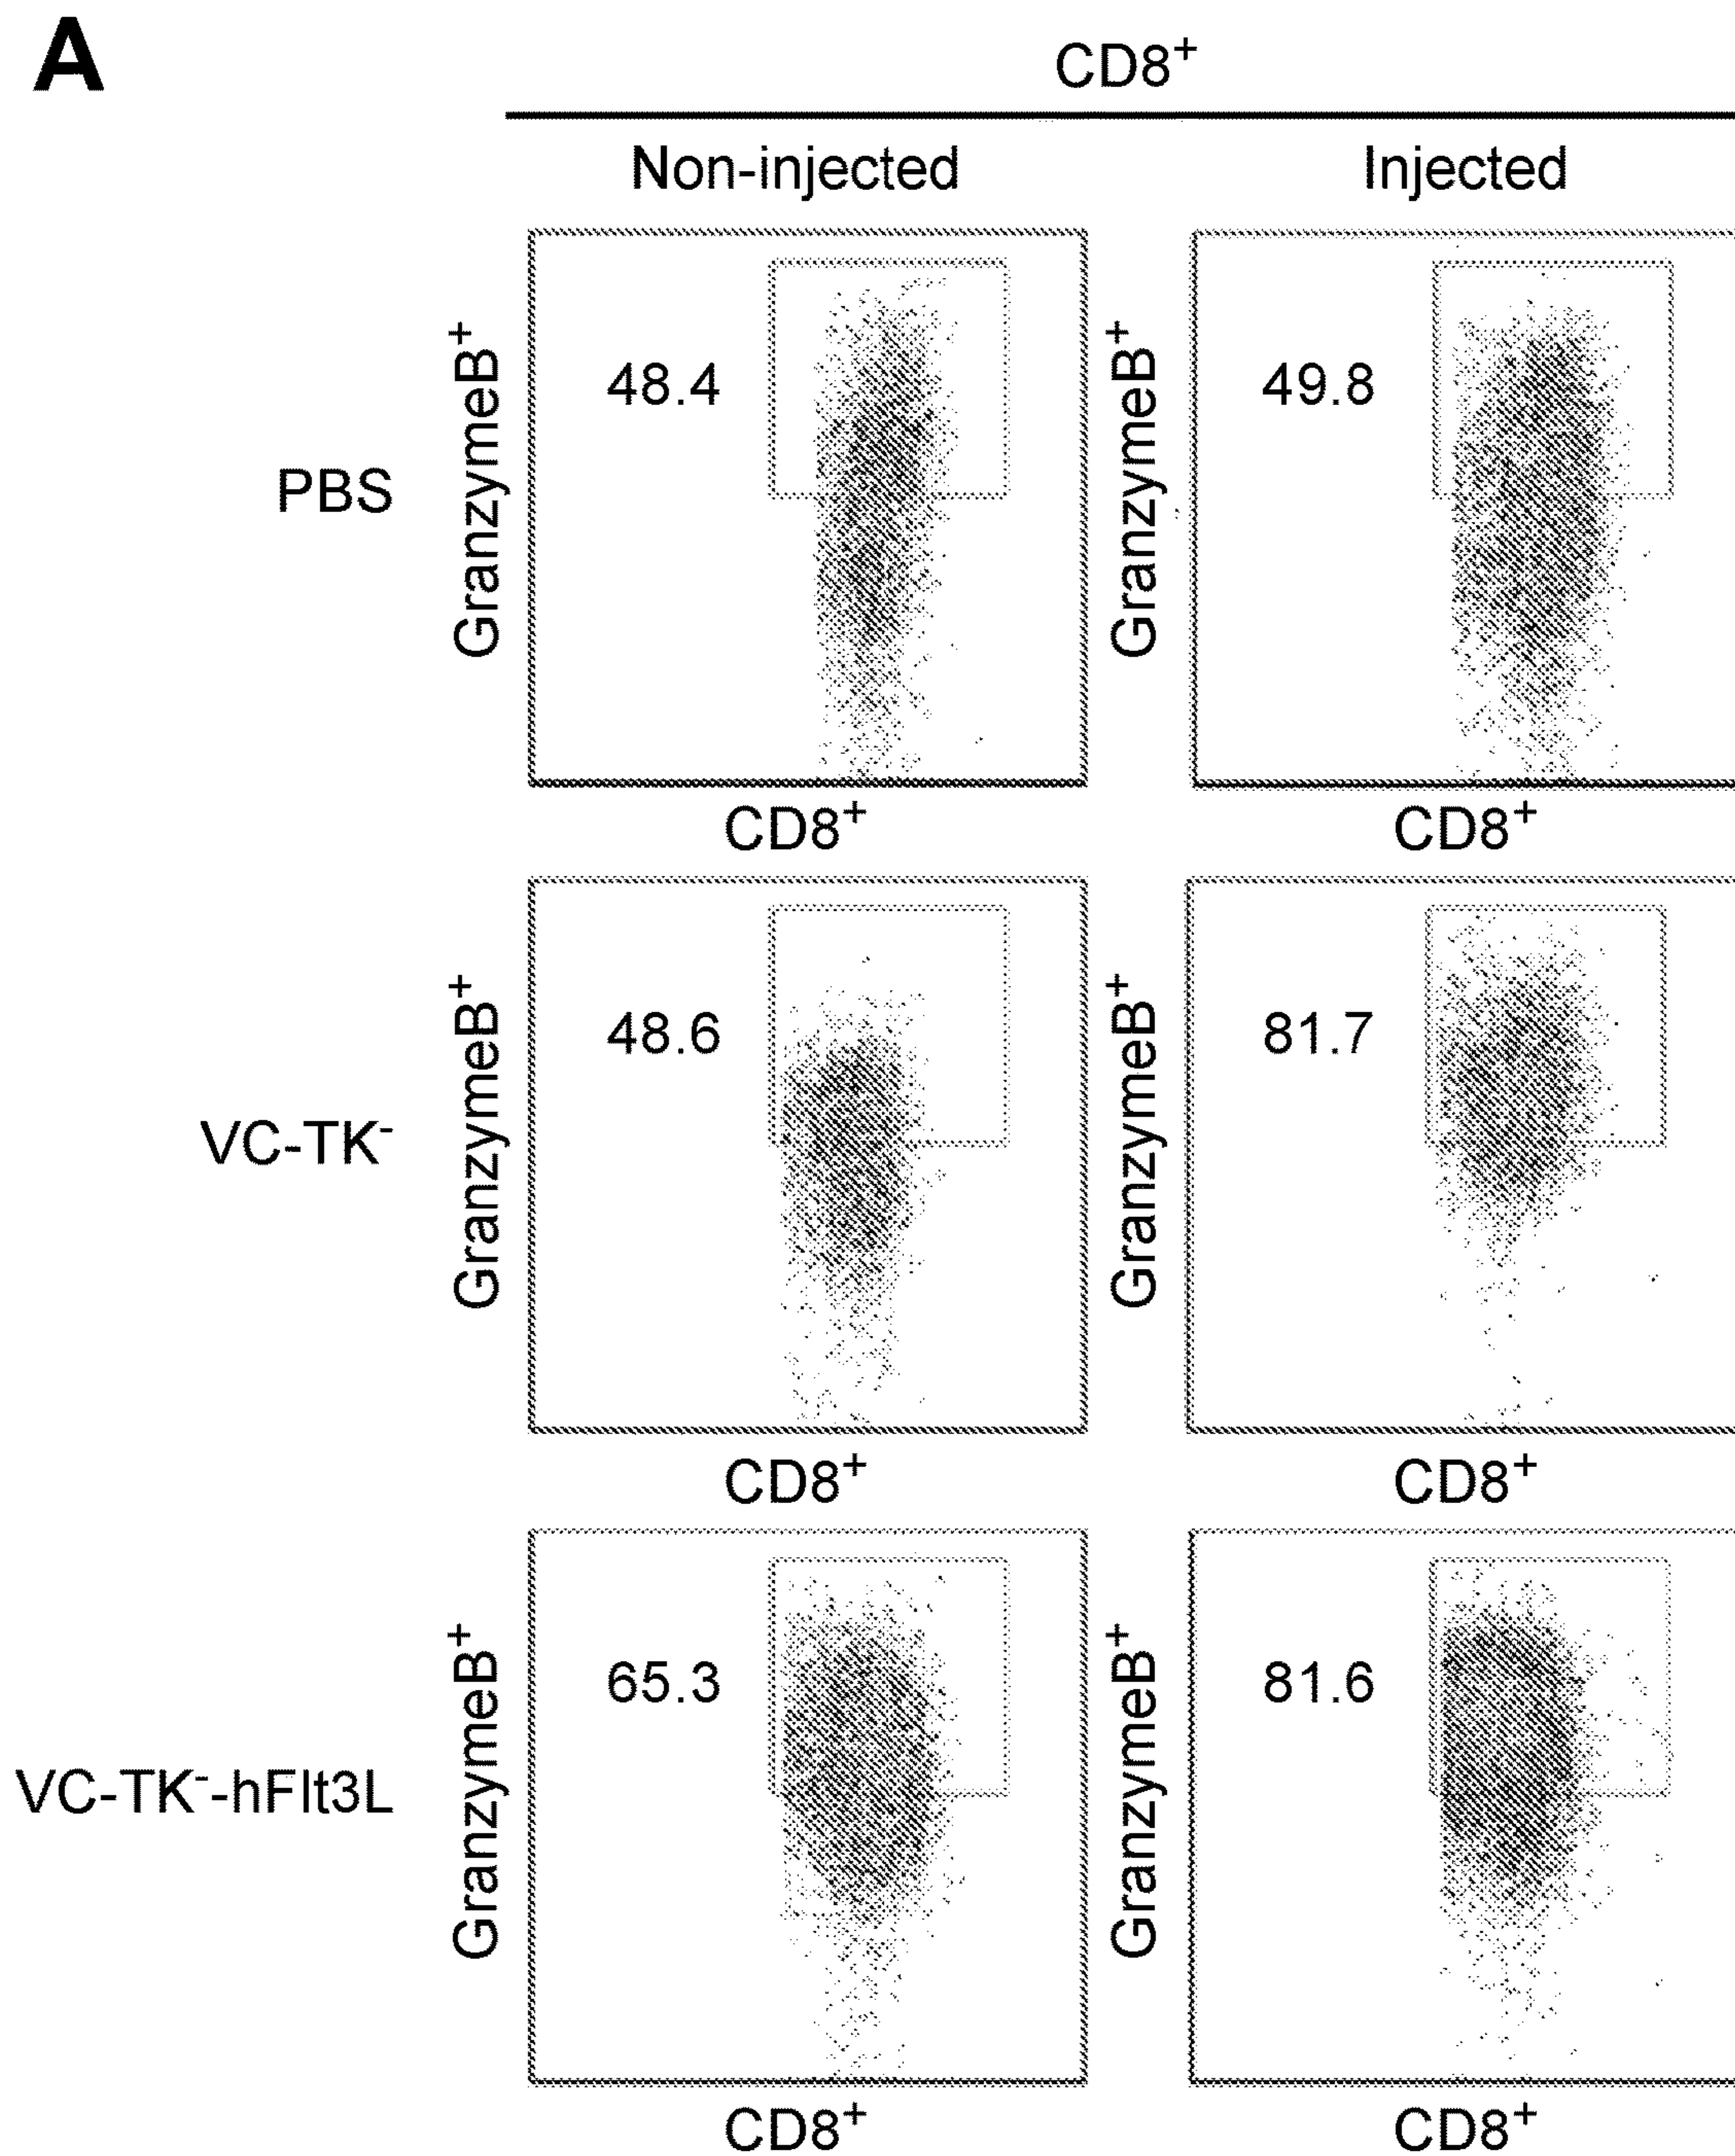 A
CD8⁺
Non-injected Injected
PBS
GranzymeB⁺ 48.4 GranzymeB⁺ 49.8
CD8⁺ CD8⁺
VC-TK⁻
GranzymeB⁺ 48.6 GranzymeB⁺ 81.7
CD8⁺ CD8⁺
VC-TK⁻-hFlt3L
GranzymeB⁺ 65.3 GranzymeB⁺ 81.6
CD8⁺ CD8⁺